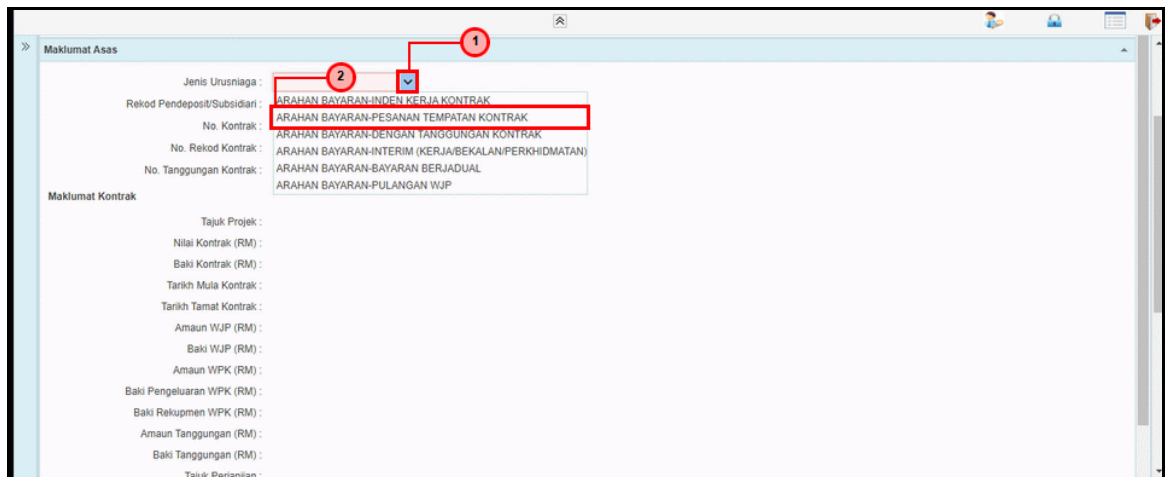 1
Maklumat Asas
2
Jenis Urusniaga :
Rekod Pendeposit/Subsidiari :
ARAHAN BAYARAN-INDEN KERJA KONTRAK
ARAHAN BAYARAN-PESANAN TEMPATAN KONTRAK
No. Kontrak :
ARAHAN BAYARAN-DENGAN TANGGUNGAN KONTRAK
No. Rekod Kontrak :
ARAHAN BAYARAN-INTERIM (KERJA/BEKALAN/PERKHIDMATAN)
No. Tanggungan Kontrak :
ARAHAN BAYARAN-BAYARAN BERJADUAL
ARAHAN BAYARAN-PULANGAN WJP
Maklumat Kontrak
Tajuk Projek :
Nilai Kontrak (RM) :
Baki Kontrak (RM) :
Tarikh Mula Kontrak :
Tarikh Tamat Kontrak :
Amaun WJP (RM) :
Baki WJP (RM) :
Amaun WPK (RM) :
Baki Pengeluaran WPK (RM) :
Baki Rekupmen WPK (RM) :
Amaun Tanggungan (RM) :
Baki Tanggungan (RM) :
Tajuk Perjanjian :